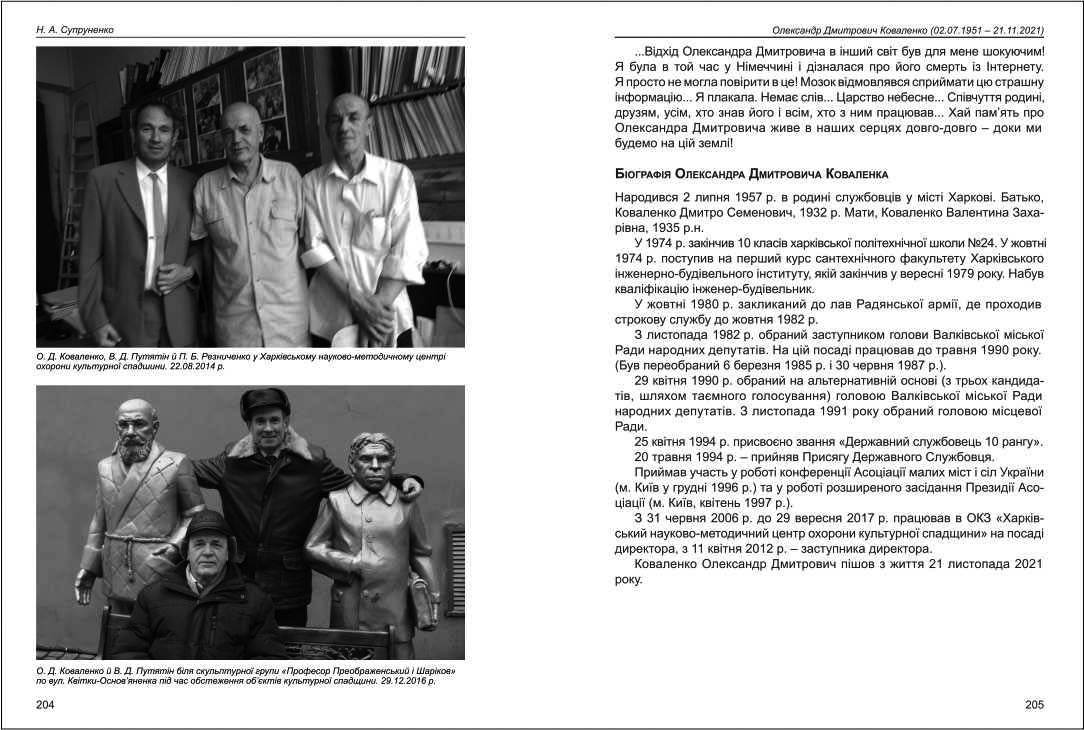 Н. А. Супруненко
О. Д. Коваленко, В. Д. Путятін й П. Б. Резниченко у Харківському науково-методичному центрі
охорони культурної спадшини. 22.08.2014 р.
О. Д. Коваленко й В. Д. Путятін біля скульптурної групи «Професор Преображенський і Шаріков»
по вул. Квітки-Основ’яненка під час обстеження об’єктів культурної спадщини. 29.12.2016 р.
204
Олександр Дмитрович Коваленко (02.07.1951 – 21.11.2021)
...Відхід Олександра Дмитровича в інший світ був для мене шокуючим!
Я була в той час у Німеччині і дізналася про його смерть із Інтернету.
Я просто не могла повірити в це! Мозок відмовлявся сприймати цю страшну
інформацію... Я плакала. Немає слів... Царство небесне... Співчуття родині,
друзям, усім, хто знав його і всім, хто з ним працював... Хай пам’ять про
Олександра Дмитровича живе в наших серцях довго-довго – доки ми
будемо на цій землі!
Біографія Олександра Дмитровича Коваленка
Народився 2 липня 1957 р. в родині службовців у місті Харкові. Батько,
Коваленко Дмитро Семенович, 1932 р. Мати, Коваленко Валентина Заха-
рівна, 1935 р.н.
У 1974 р. закінчив 10 класів харківської політехнічної школи №24. У жовтні
1974 р. поступив на перший курс сантехнічного факультету Харківського
інженерно-будівельного інституту, якій закінчив у вересні 1979 року. Набув
кваліфікацію інженер-будівельник.
У жовтні 1980 р. закликаний до лав Радянської армії, де проходив
строкову службу до жовтня 1982 р.
З листопада 1982 р. обраний заступником голови Валківської міської
Ради народних депутатів. На цій посаді працював до травня 1990 року.
(Був переобраний 6 березня 1985 р. і 30 червня 1987 р.).
29 квітня 1990 р. обраний на альтернативній основі (з трьох кандида-
тів, шляхом таємного голосування) головою Валківської міської Ради
народних депутатів. З листопада 1991 року обраний головою місцевої
Ради.
25 квітня 1994 р. присвоєно звання «Державний службовець 10 рангу».
20 травня 1994 р. – прийняв Присягу Державного Службовця.
Приймав участь у роботі конференції Асоціації малих міст і сіл України
(м. Київ у грудні 1996 р.) та у роботі розширеного засідання Президії Асо-
ціації (м. Київ, квітень 1997 р.).
З 31 червня 2006 р. до 29 вересня 2017 р. працював в ОКЗ «Харків-
ський науково-методичний центр охорони культурної спадщини» на посаді
директора, з 11 квітня 2012 р. – заступника директора.
Коваленко Олександр Дмитрович пішов з життя 21 листопада 2021
року.
205